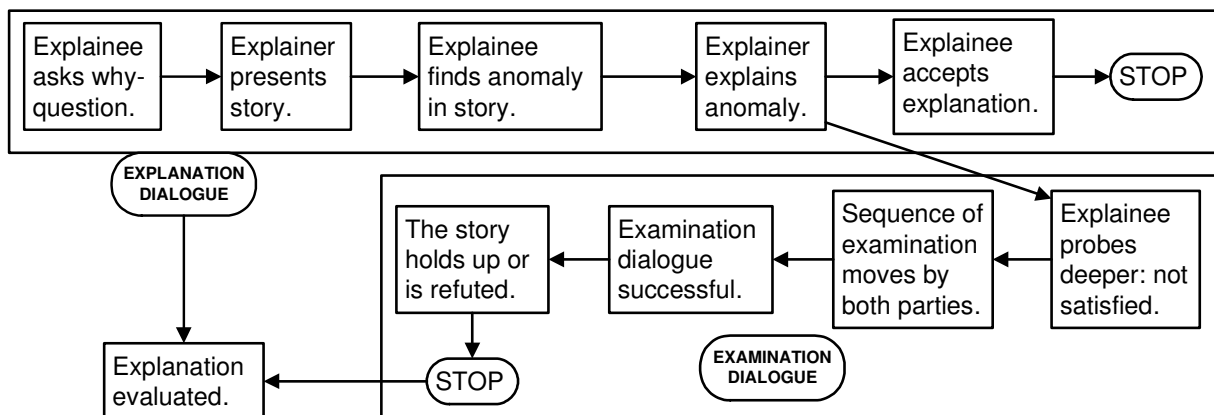 Explainee
asks why-
question.
Explainer
presents
story.
Explainee
finds anomaly
in story.
Explainer
explains
anomaly.
Explainee
accepts
explanation.
STOP
EXPLANATION
DIALOGUE
The story
holds up or
is refuted.
Examination
dialogue
successful.
Sequence of
examination
moves by
both parties.
Explainee
probes
deeper: not
satisfied.
Explanation
evaluated.
STOP
EXAMINATION
DIALOGUE